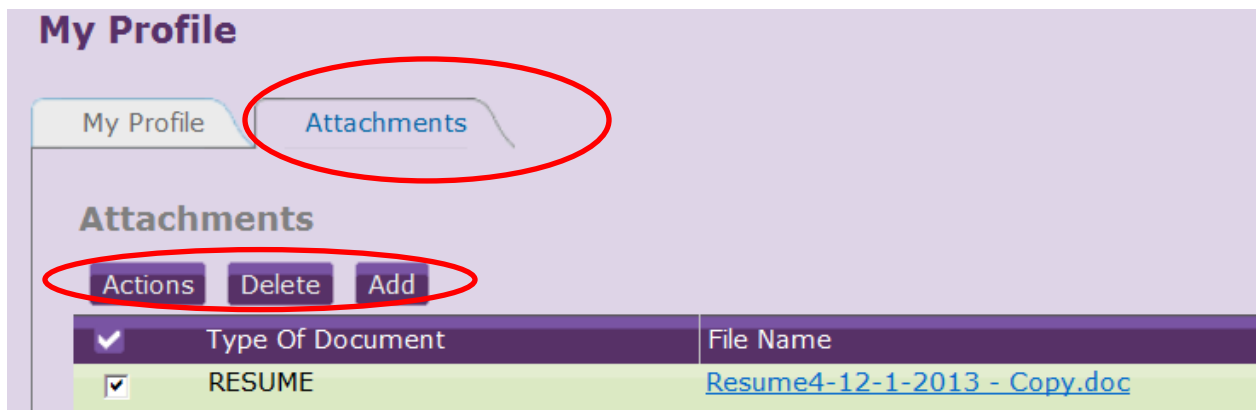 My Profile
My Profile Attachments
Attachments
Actions Delete Add
Type Of Document File Name
RESUME Resume4-12-1-2013 - Copy.doc